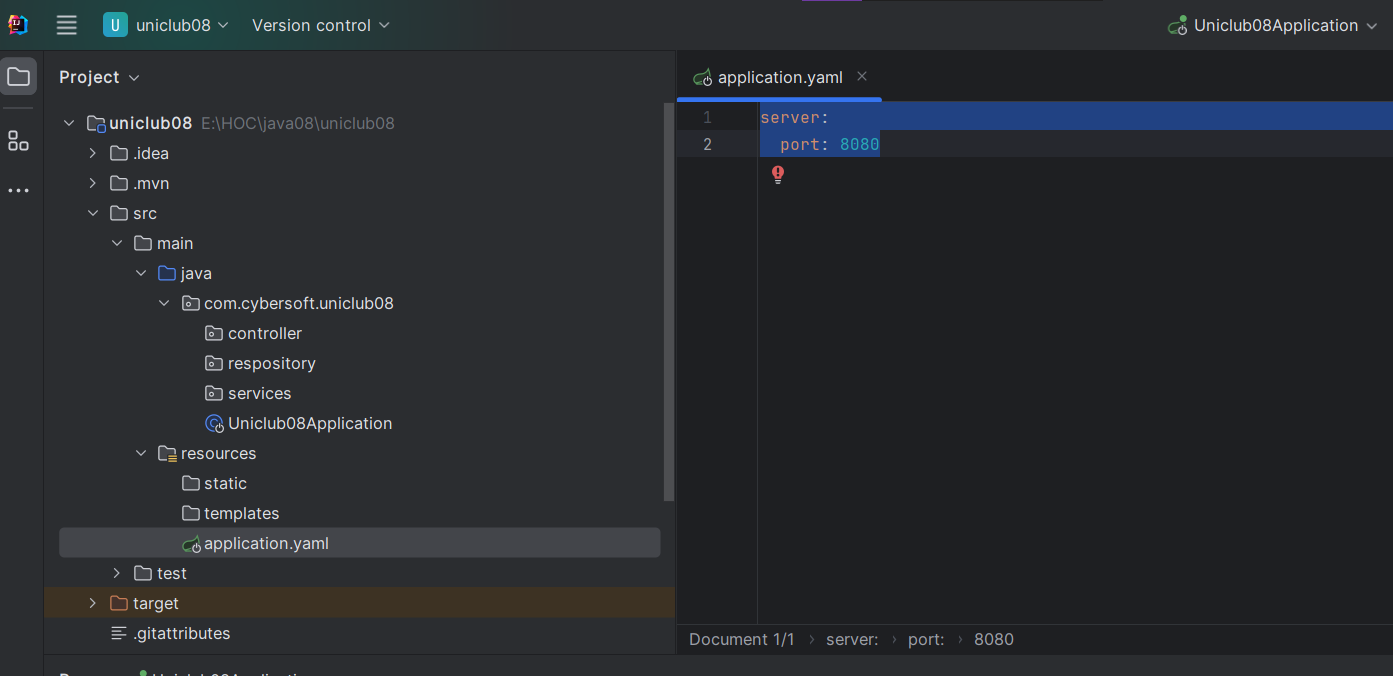 U uniclub08 Version control Uniclub08Application
Project
application.yaml
uniclub08 E:\HOC\java08\uniclub08
.idea
.mvn
src
main
java
com.cybersoft.uniclub08
controller
respository
services
Uniclub08Application
resources
static
templates
application.yaml
test
target
.gitattributes
1 server:
2 port: 8080
Document 1/1 › server: › port: › 8080